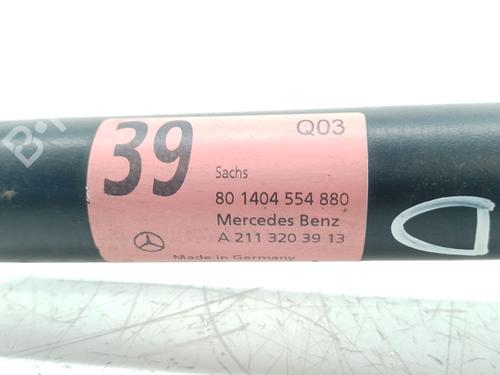 39
Q03
Sachs
80 1404 554 880
Mercedes Benz
A 211 320 39 13
Made in Germany
D